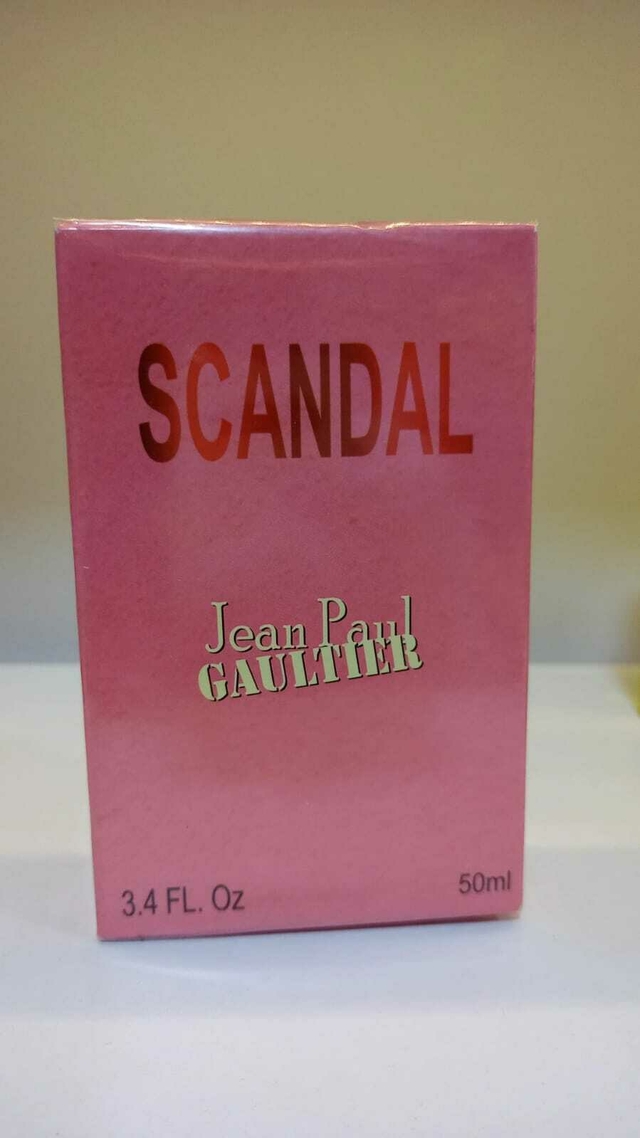 SCANDAL
Jean Paul
GAULTIER
3.4 FL. Oz
50ml